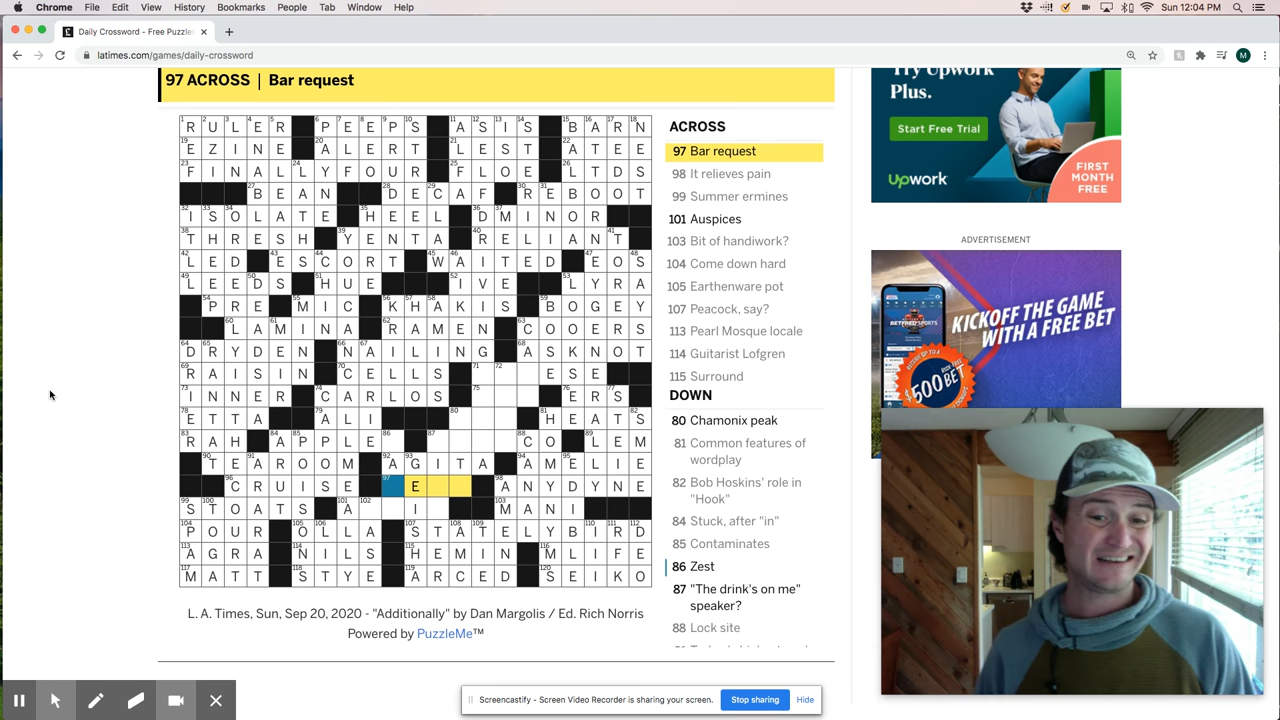 Chrome File Edit View History Bookmarks People Tab Window Help Sun 12:04 PM
Daily Crossword - Free Puzzles
latimes.com/games/daily-crossword
97 ACROSS | Bar request
R U L E R P E E P S A S I S B A R N
E Z I N E A L E R T L E S T A T E E
F I N A L L Y F O R F L O E L T D S
B E A N C A F R E B O O T
I S O L A T E H E E L D M I N O R
T H R E S H Y E N T A R E L I A N T
L E D E S C O R T W A I T E D E O S
L E E D S H U E I V E L Y R A
P R E M I C T H A K I S B O G E Y
L A M I N A R A M E N C O O E R S
D R Y D E N N A I L I N G A S K N O T
R A I S I N C E L L S E S E
I N N E R C A R L O S E R S
E T T A A L I H E A T S
R A H A P P L E C O L E M
T E A R O O M A G I T A A M E L I E
C R U I S E E A N Y D Y N E
S T O A T S A I M A N I
P O U R O L L A S T A T E L Y B I R D
A G R A N I L S H E M I N M L I F E
M A T T S T Y E A R C E D S E I K O
L. A. Times, Sun, Sep 20, 2020 - "Additionally" by Dan Margolis / Ed. Rich Norris
Powered by PuzzleMe™
ACROSS
97 Bar request
98 It relieves pain
99 Summer ermines
101 Auspices
103 Bit of handiwork?
104 Come down hard
105 Earthenware pot
107 Peacock, say?
113 Pearl Mosque locale
114 Guitarist Lofgren
115 Surround
DOWN
80 Chamonix peak
81 Common features of
wordplay
82 Bob Hoskins' role in
"Hook"
84 Stuck, after "in"
85 Contaminates
86 Zest
87 "The drink's on me"
speaker?
88 Lock site
Try Upwork
Plus.
Start Free Trial
Upwork
FIRST
MONTH
FREE
ADVERTISEMENT
KICKOFF THE GAME
WITH A FREE BET
BETFRED SPORTS
REGISTER UP TO A
$500 BET
Screencastify - Screen Video Recorder is sharing your screen. Stop sharing Hide